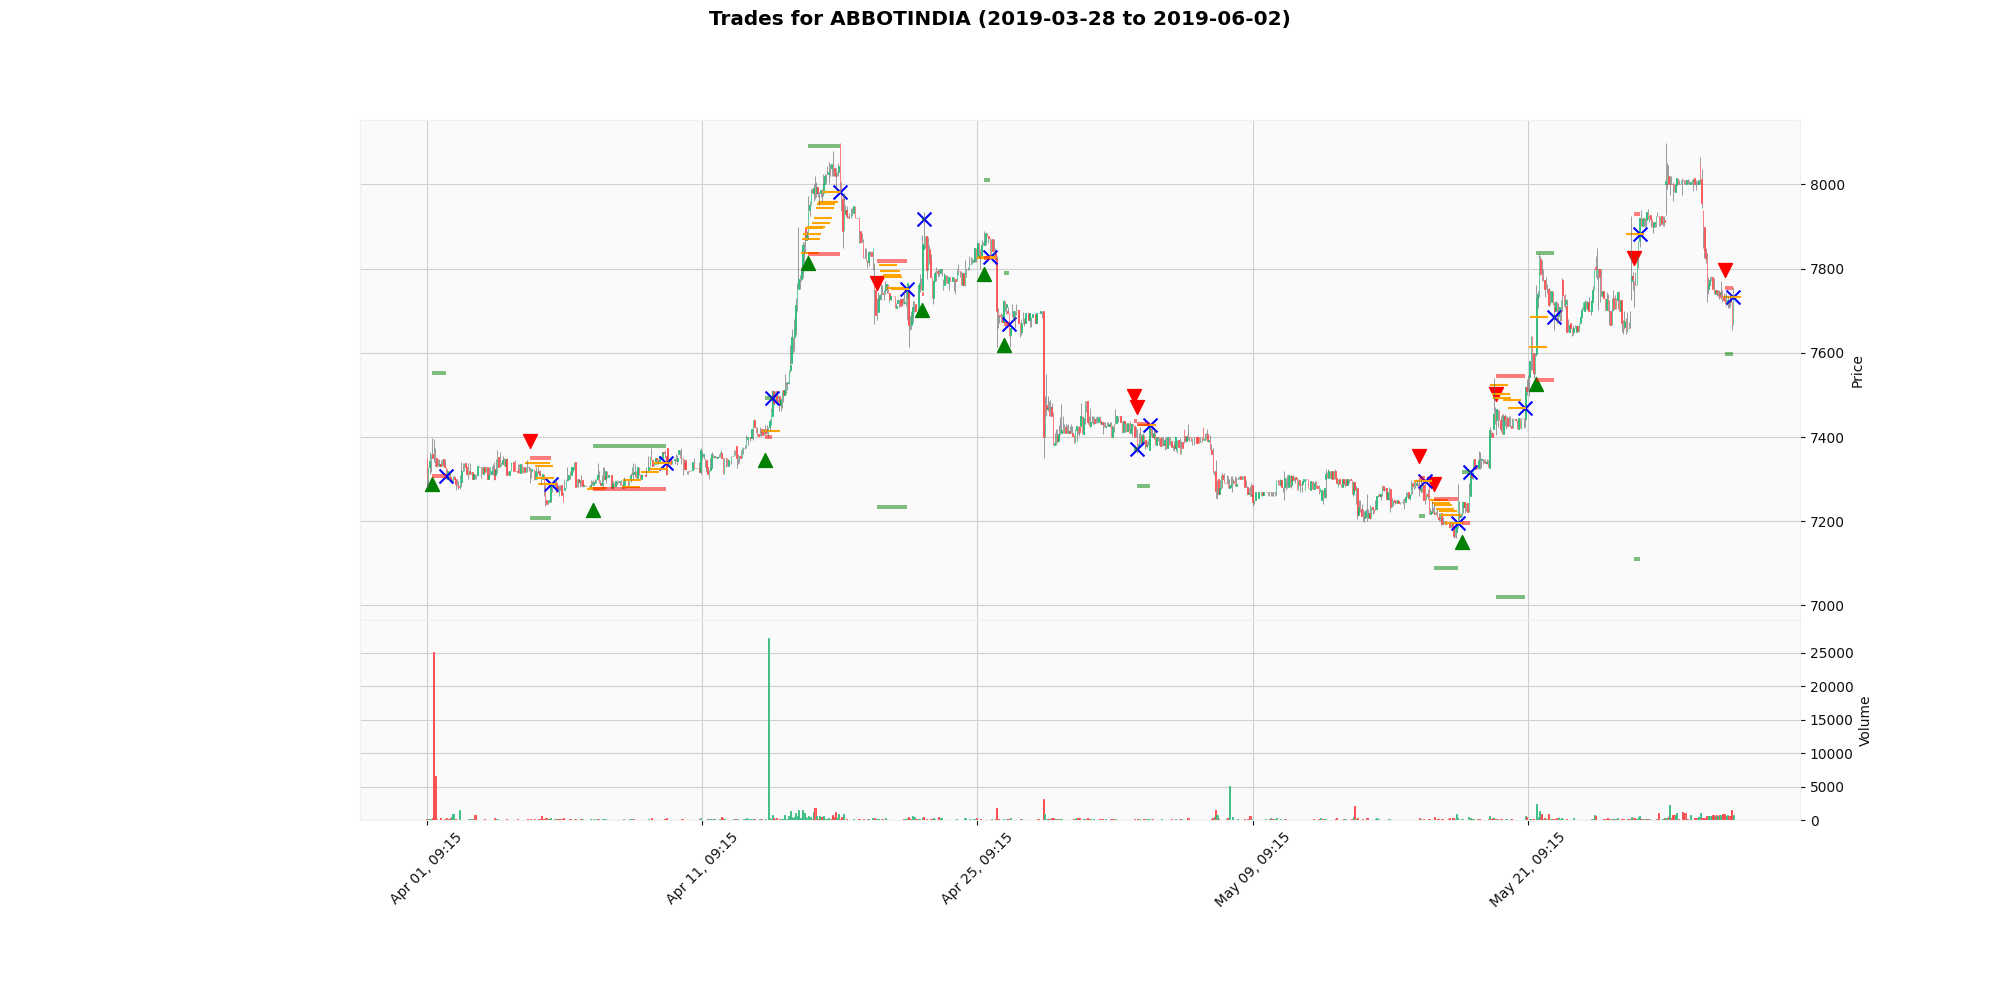 Trades for ABBOTINDIA (2019-03-28 to 2019-06-02)
8000
7800
7600
7400
7200
7000
Price
25000
20000
15000
10000
5000
0
Volume
Apr 01, 09:15
Apr 11, 09:15
Apr 25, 09:15
May 09, 09:15
May 21, 09:15